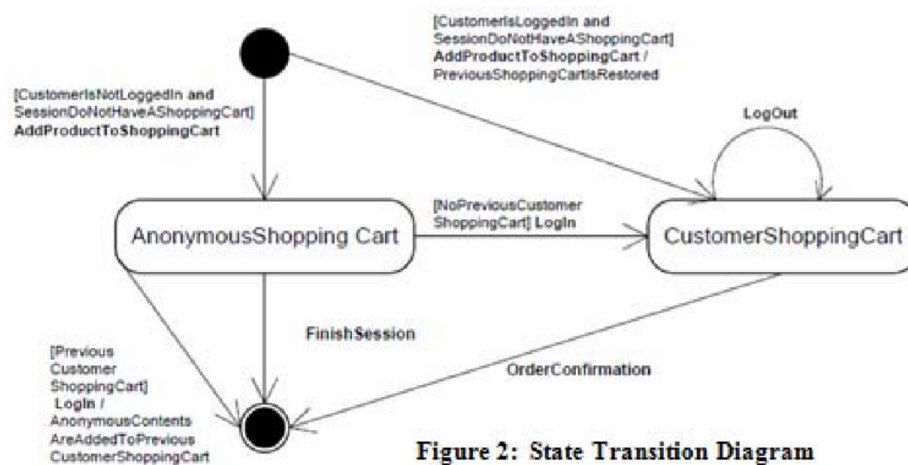 [CustomerIsLoggedIn and
SessionDoNotHaveAShoppingCart]
AddProductToShoppingCart /
PreviousShoppingCartIsRestored
[CustomerIsNotLoggedIn and
SessionDoNotHaveAShoppingCart]
AddProductToShoppingCart
LogOut
AnonymousShopping Cart
[NoPreviousCustomer
ShoppingCart] LogIn
CustomerShoppingCart
FinishSession
[Previous
Customer
ShoppingCart]
LogIn /
AnonymousContents
AreAddedToPrevious
CustomerShoppingCart
OrderConfirmation
Figure 2: State Transition Diagram